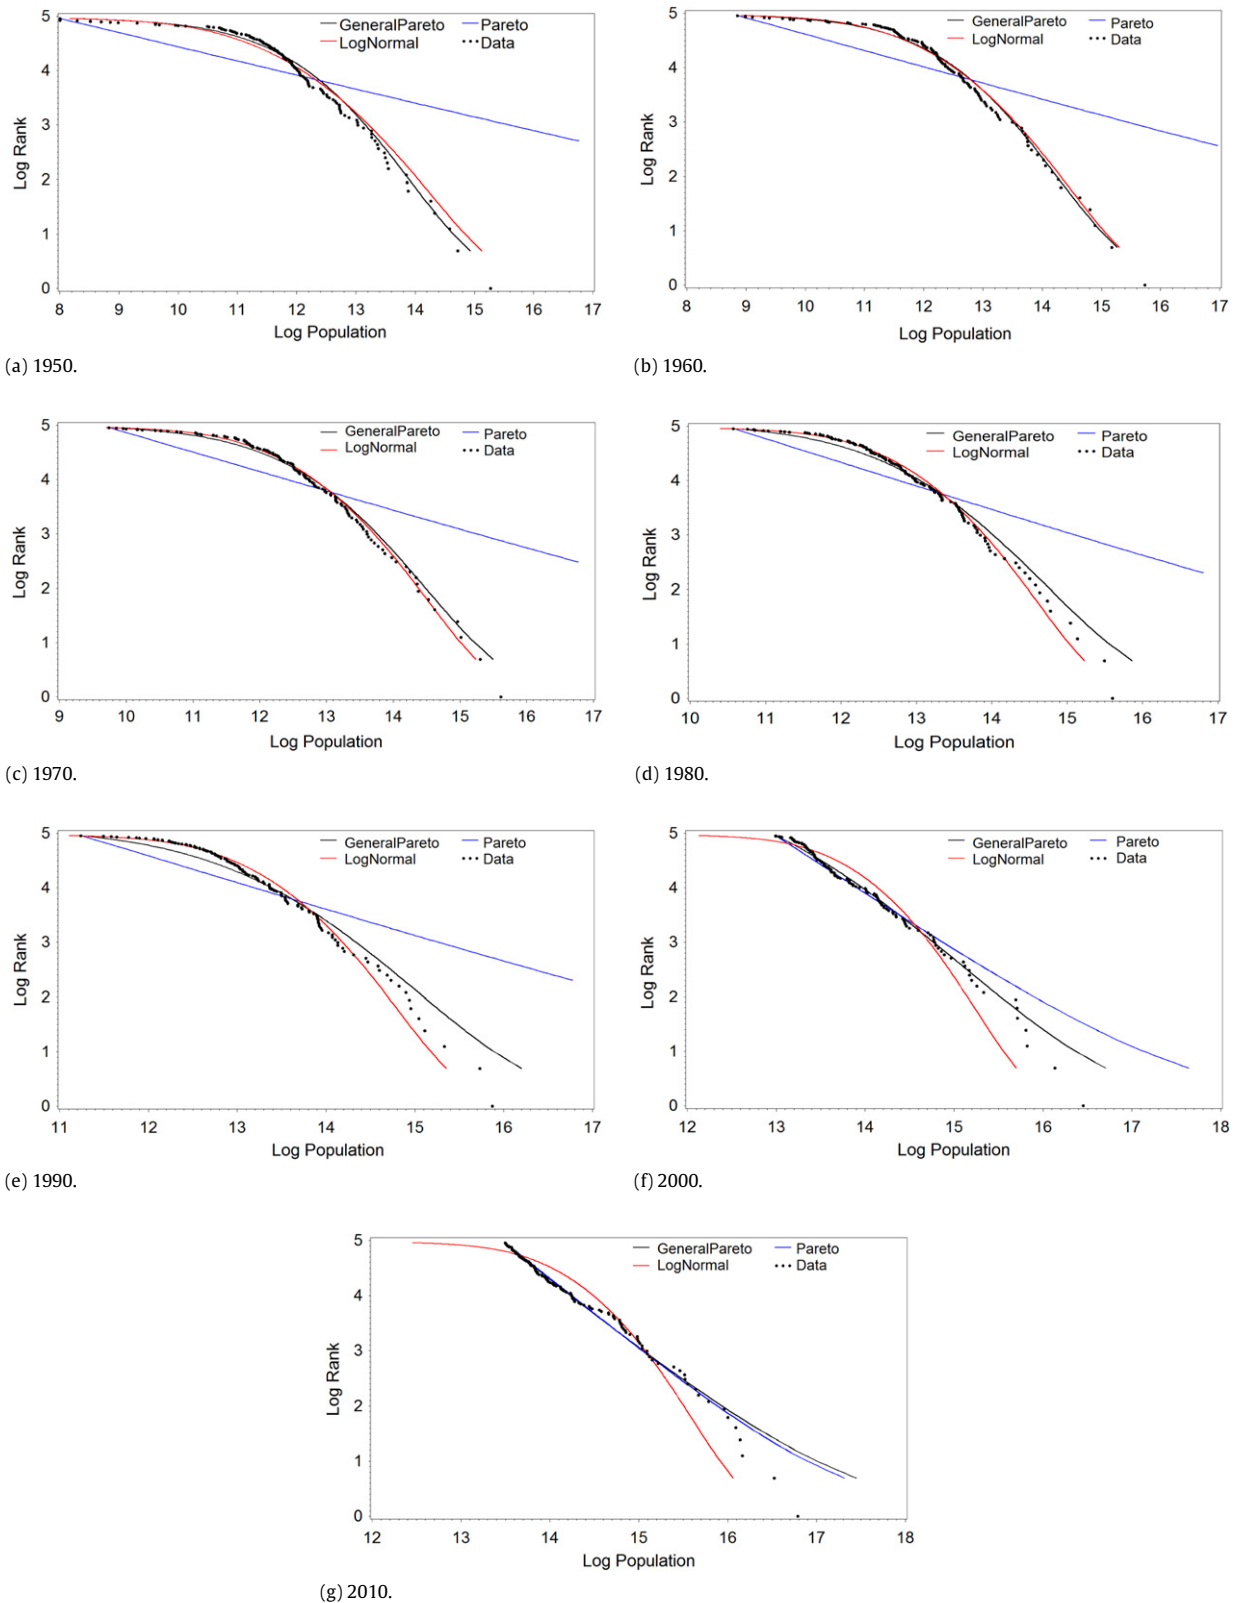 5
4
3
2
1
0
Log Rank
GeneralPareto Pareto
LogNormal Data
8 9 10 11 12 13 14 15 16 17
Log Population
(a) 1950.
5
4
3
2
1
0
Log Rank
GeneralPareto Pareto
LogNormal Data
8 9 10 11 12 13 14 15 16 17
Log Population
(b) 1960.
5
4
3
2
1
0
Log Rank
GeneralPareto Pareto
LogNormal Data
9 10 11 12 13 14 15 16 17
Log Population
(c) 1970.
5
4
3
2
1
0
Log Rank
GeneralPareto Pareto
LogNormal Data
10 11 12 13 14 15 16 17
Log Population
(d) 1980.
5
4
3
2
1
0
Log Rank
GeneralPareto Pareto
LogNormal Data
11 12 13 14 15 16 17
Log Population
(e) 1990.
5
4
3
2
1
0
Log Rank
GeneralPareto Pareto
LogNormal Data
12 13 14 15 16 17 18
Log Population
(f) 2000.
5
4
3
2
1
0
Log Rank
GeneralPareto Pareto
LogNormal Data
12 13 14 15 16 17 18
Log Population
(g) 2010.